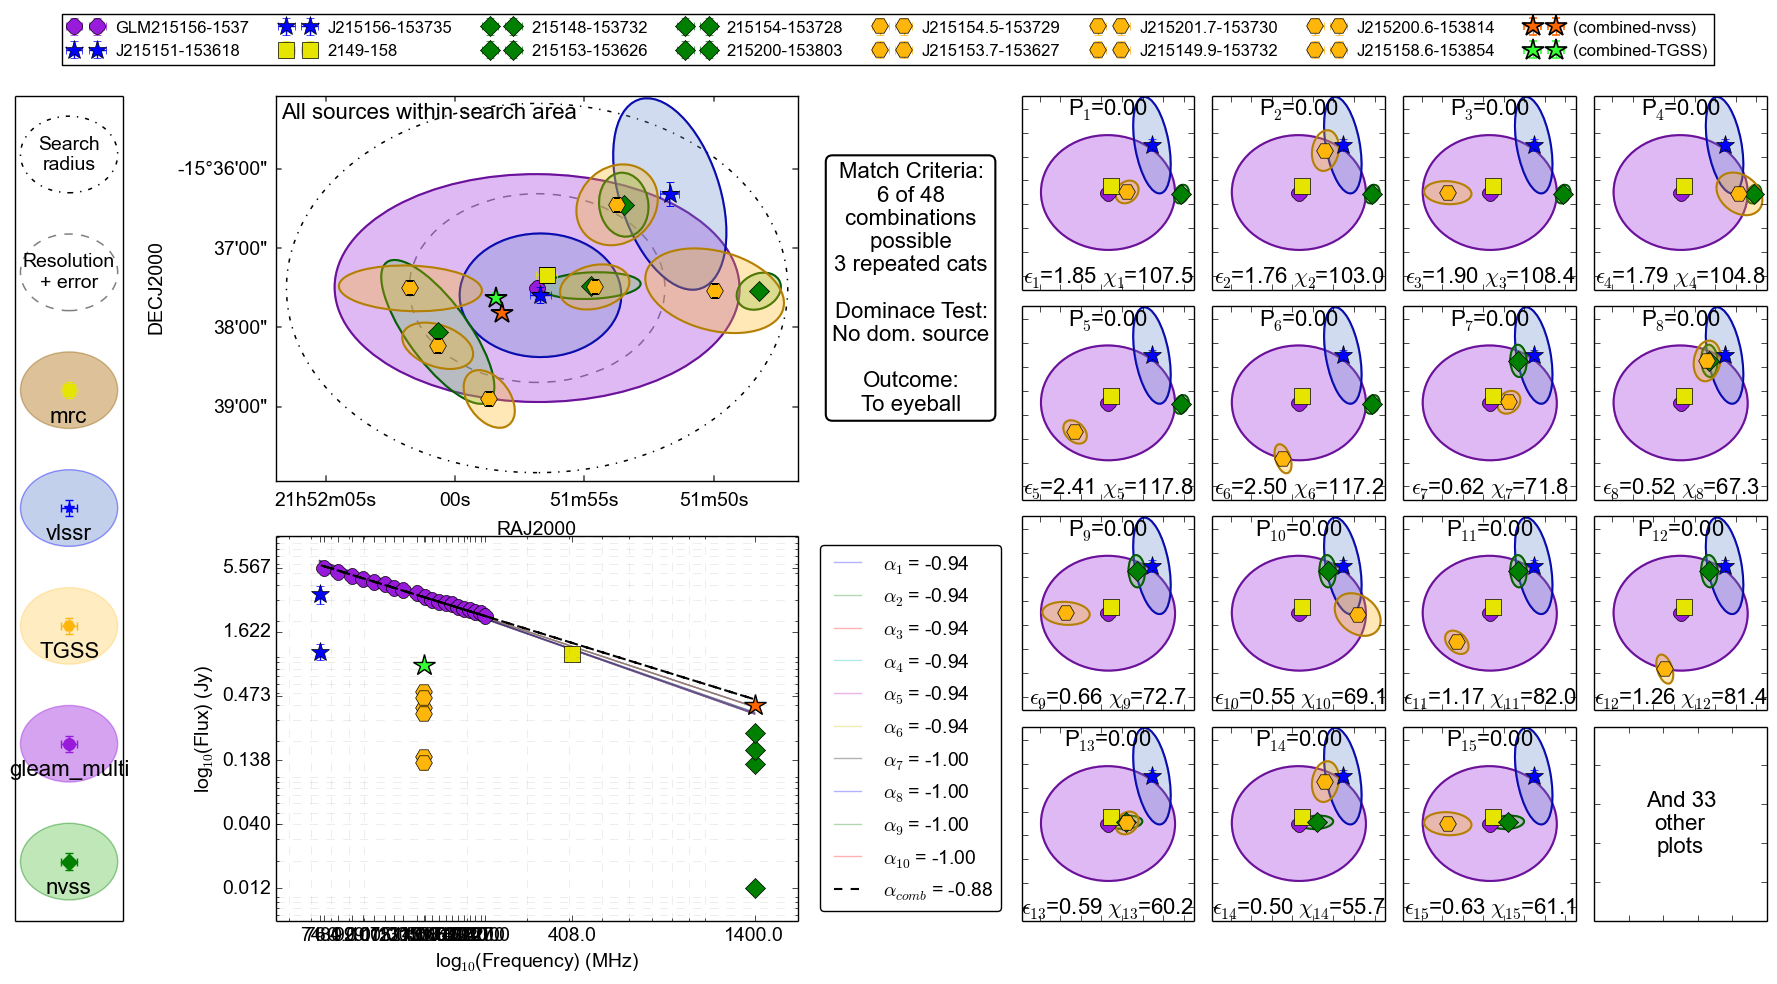 GLM215156-1537
J215156-153735
215148-153732
215154-153728
J215154.5-153729
J215201.7-153730
J215200.6-153814
(combined-nvss)
J215151-153618
2149-158
215153-153626
215200-153803
J215153.7-153627
J215149.9-153732
J215158.6-153854
(combined-TGSS)
Search
radius
Resolution
+ error
mrc
vlssr
TGSS
gleam_multi
nvss
All sources within search area
DECJ2000
-15°36'00"
37'00"
38'00"
39'00"
21h52m05s
00s
51m55s
51m50s
RAJ2000
Match Criteria:
6 of 48
combinations
possible
3 repeated cats
Dominace Test:
No dom. source
Outcome:
To eyeball
log10(Flux) (Jy)
5.567
1.622
0.473
0.138
0.040
0.012
408.0
1400.0
log10(Frequency) (MHz)
α1 = -0.94
α2 = -0.94
α3 = -0.94
α4 = -0.94
α5 = -0.94
α6 = -0.94
α7 = -1.00
α8 = -1.00
α9 = -1.00
α10 = -1.00
αcomb = -0.88
P1=0.00
ϵ1=1.85 χ1=107.5
P2=0.00
ϵ2=1.76 χ2=103.0
P3=0.00
ϵ3=1.90 χ3=108.4
P4=0.00
ϵ4=1.79 χ4=104.8
P5=0.00
ϵ5=2.41 χ5=117.8
P6=0.00
ϵ6=2.50 χ6=117.2
P7=0.00
ϵ7=0.62 χ7=71.8
P8=0.00
ϵ8=0.52 χ8=67.3
P9=0.00
ϵ9=0.66 χ9=72.7
P10=0.00
ϵ10=0.55 χ10=69.1
P11=0.00
ϵ11=1.17 χ11=82.0
P12=0.00
ϵ12=1.26 χ12=81.4
P13=0.00
ϵ13=0.59 χ13=60.2
P14=0.00
ϵ14=0.50 χ14=55.7
P15=0.00
ϵ15=0.63 χ15=61.1
And 33
other
plots